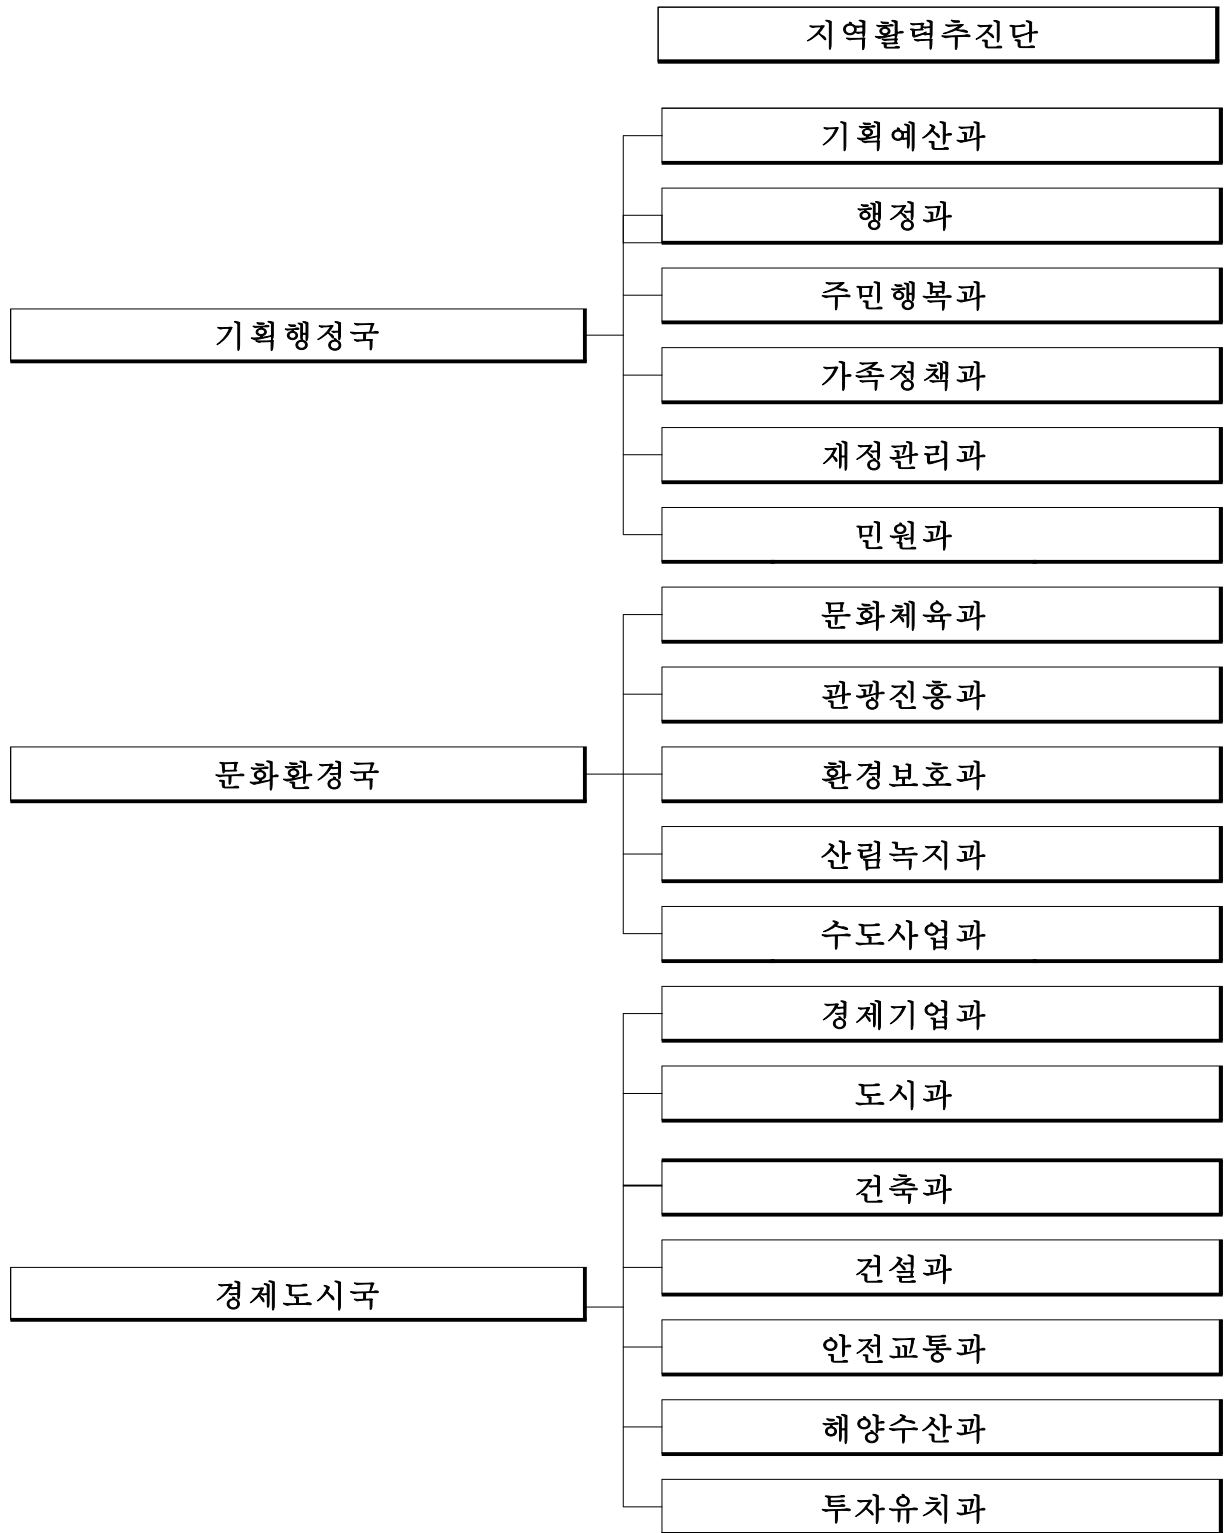 지역활력추진단
기획행정국
기획예산과
행정과
주민행복과
가족정책과
재정관리과
민원과
문화환경국
문화체육과
관광진흥과
환경보호과
산림녹지과
수도사업과
경제도시국
경제기업과
도시과
건축과
건설과
안전교통과
해양수산과
투자유치과